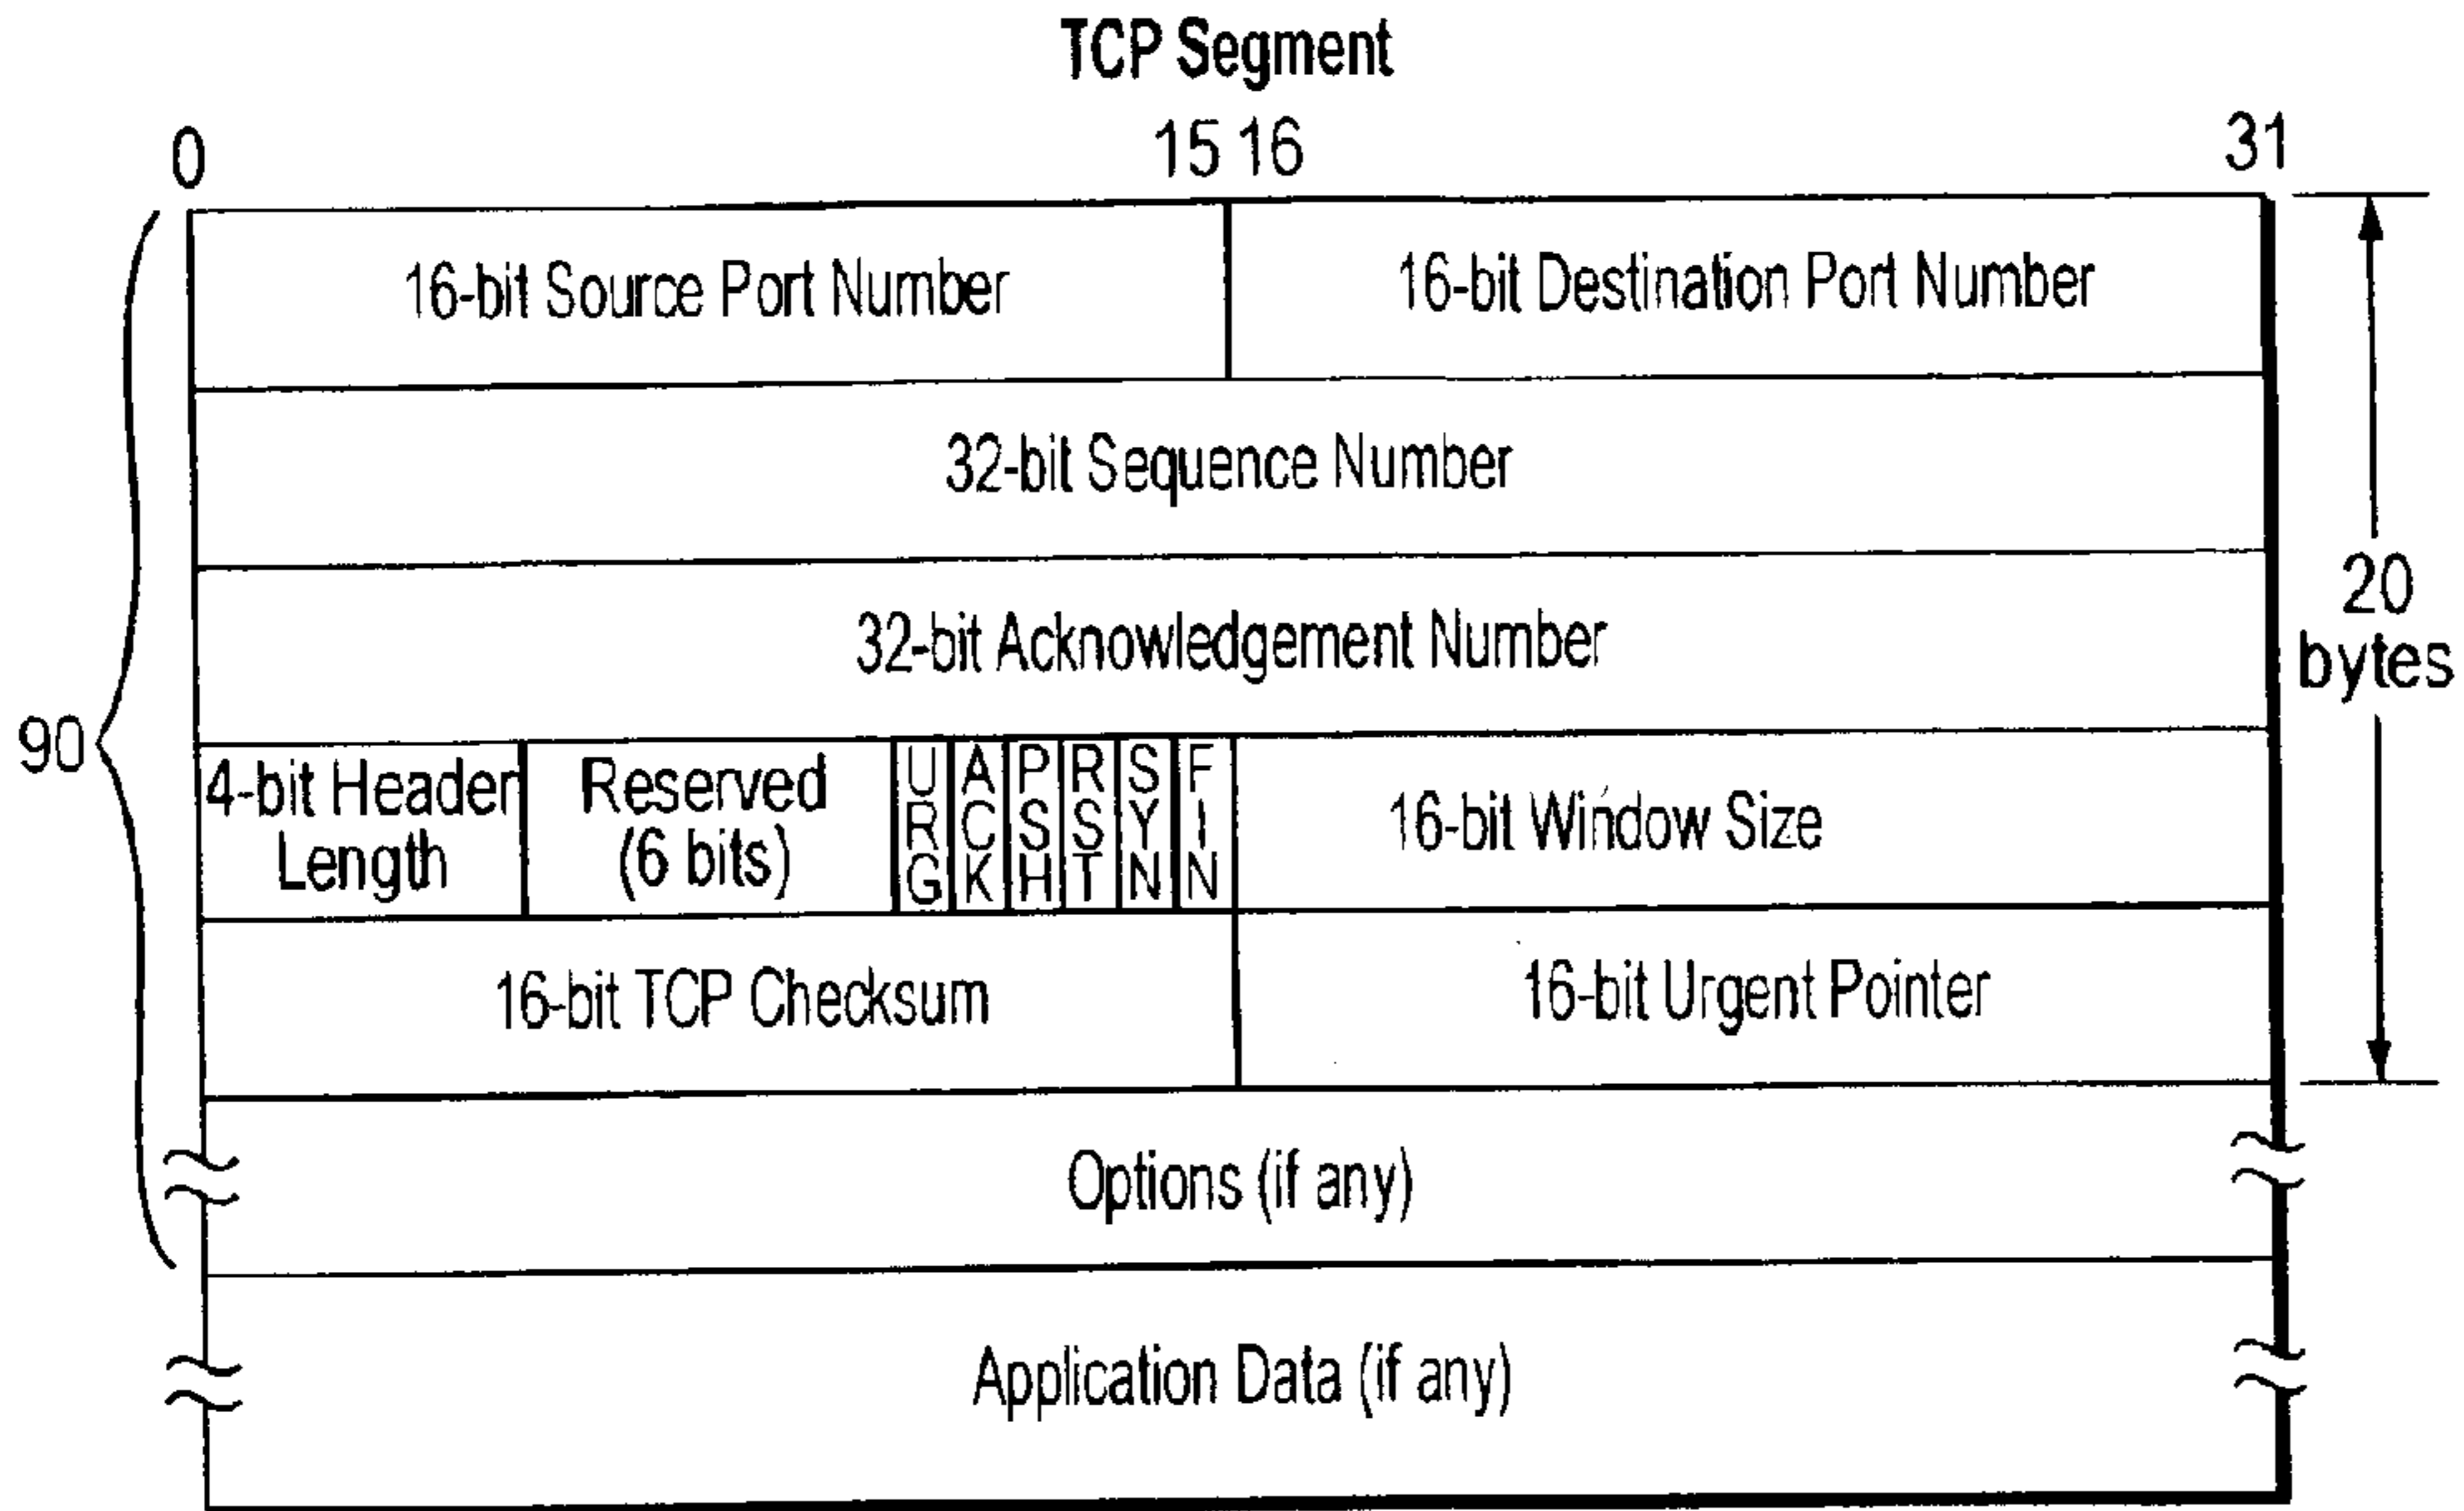 TCP Segment
0 15 16 31
16-bit Source Port Number
16-bit Destination Port Number
32-bit Sequence Number
32-bit Acknowledgement Number
20
bytes
90
4-bit Header
Length
Reserved
(6 bits)
URG
ACK
PSH
RST
SYN
FIN
16-bit Window Size
16-bit TCP Checksum
16-bit Urgent Pointer
Options (if any)
Application Data (if any)